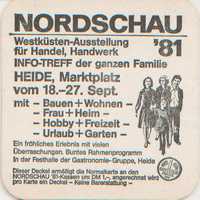 NORDSCHAU
'81
Westküsten-Ausstellung
für Handel, Handwerk
INFO-TREFF der ganzen Familie
HEIDE, Marktplatz
vom 18.-27. Sept.
mit - Bauen + Wohnen -
- Frau + Heim -
- Hobby + Freizeit -
- Urlaub + Garten -
Ein fröhliches Erlebnis mit vielen
Überraschungen. Buntes Rahmenprogramm
In der Festhalle der Gastronomie-Gruppe, Heide
Dieser Deckel ermäßigt die Normalkarte an den
NORDSCHAU '81-Kassen um DM 1,-, angerechnet wird
pro Karte ein Deckel - Keine Barerstattung -